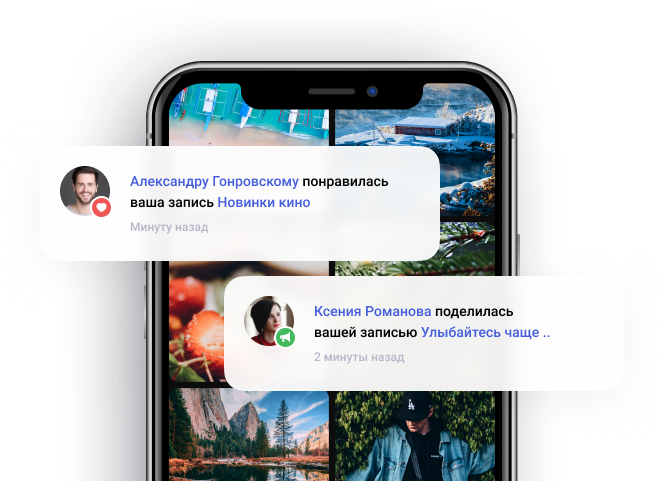 Александру Гонровскому понравилась
ваша запись Новинки кино
Минуту назад
Ксения Романова поделилась
вашей записью Улыбайтесь чаще ..
2 минуты назад